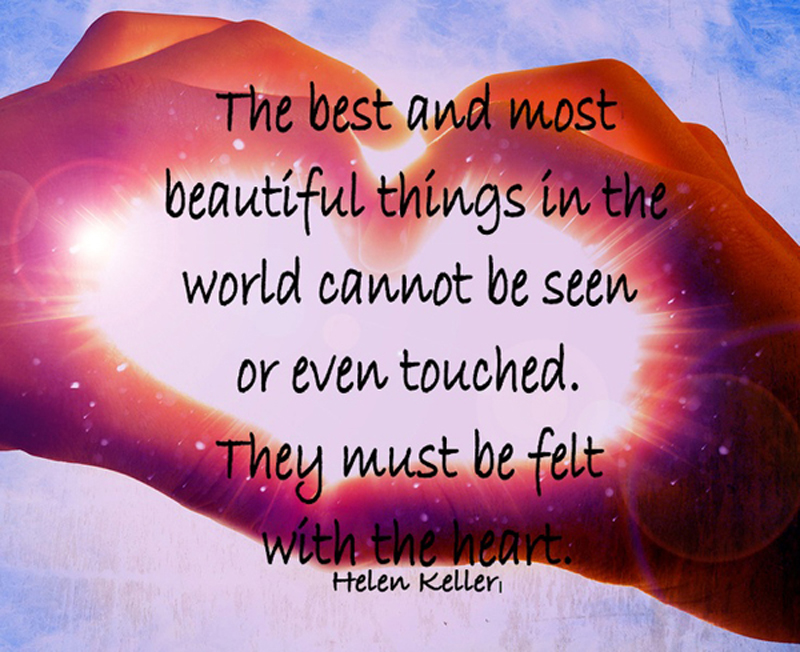 The best and most
beautiful things in the
world cannot be seen
or even touched.
They must be felt
with the heart.
Helen Keller